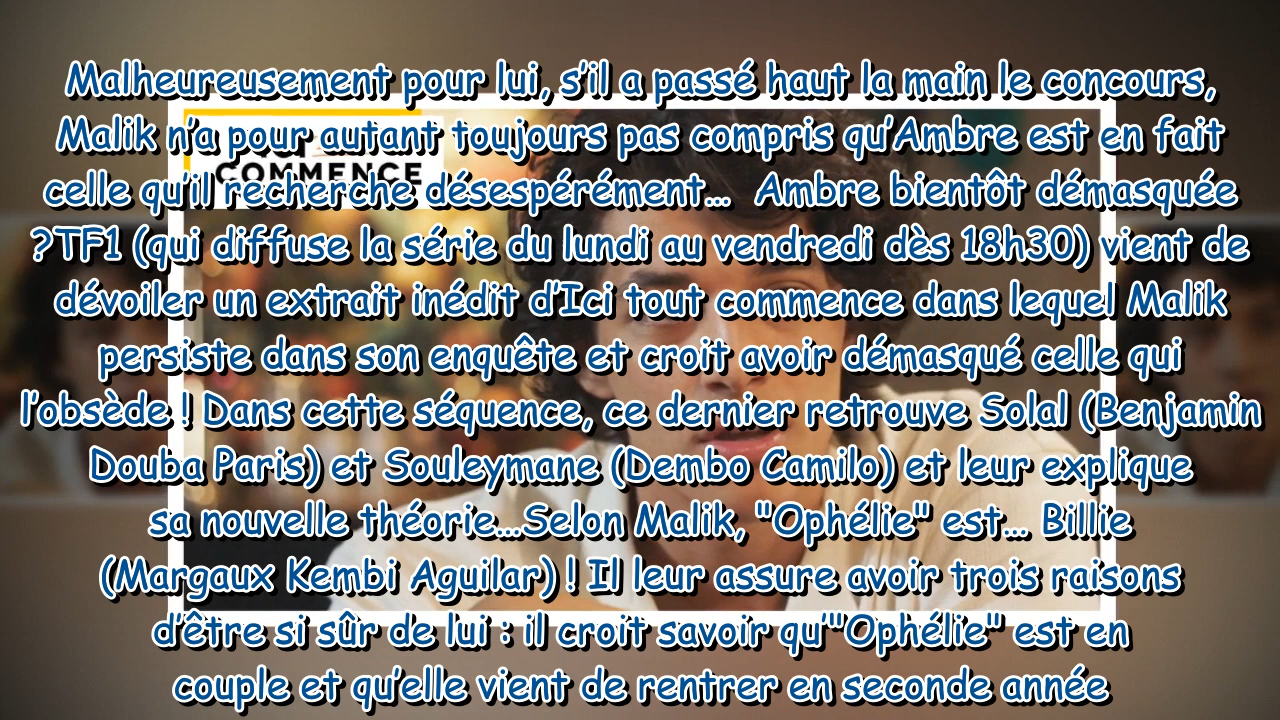 Malheureusement pour lui, s'il a passé haut la main le concours,
Malik n'a pour autant toujours pas compris qu'Ambre est en fait
COMMENCE
celle qu'il recherche désespérément... Ambre bientôt démasquée
?TF1 (qui diffuse la série du lundi au vendredi dès 18h30) vient de
dévoiler un extrait inédit d'Ici tout commence dans lequel Malik
persiste dans son enquête et croit avoir démasqué celle qui
l'obsède ! Dans cette séquence, ce dernier retrouve Solal (Benjamin
Douba Paris) et Souleymane (Dembo Camilo) et leur explique
sa nouvelle théorie...Selon Malik, "Ophélie" est... Billie
(Margaux Kembi Aguilar) ! Il leur assure avoir trois raisons
d'être si sûr de lui : il croit savoir qu'"Ophélie" est en
couple et qu'elle vient de rentrer en seconde année